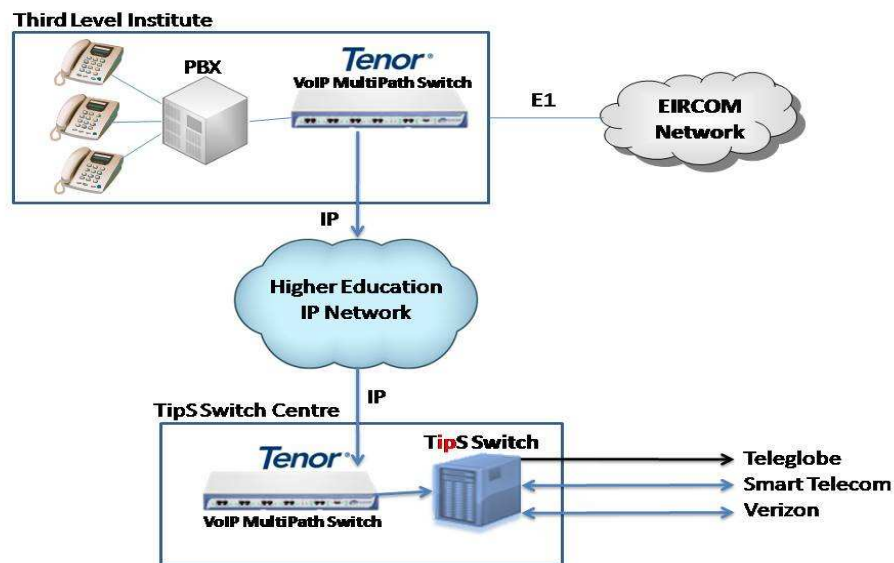 Third Level Institute
PBX
Tenor®
VoIP MultiPath Switch
E1
EIRCOM
Network
IP
Higher Education
IP Network
IP
TipS Switch Centre
Tenor®
VoIP MultiPath Switch
TipS Switch
Teleglobe
Smart Telecom
Verizon